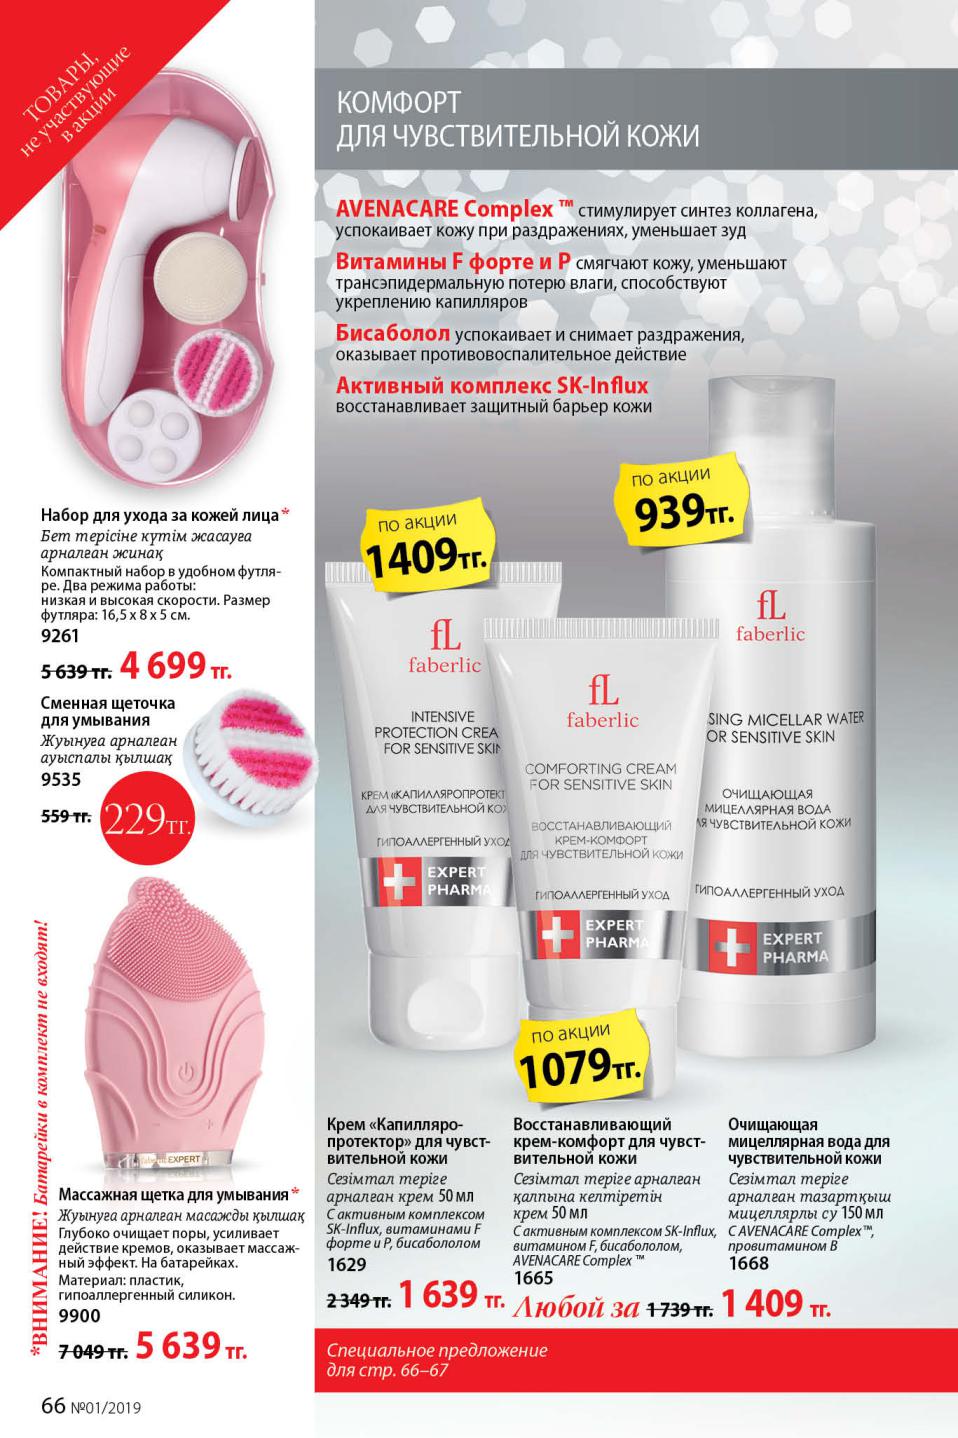 ТОВАРЫ,
не участвующие
в акции
КОМФОРТ
ДЛЯ ЧУВСТВИТЕЛЬНОЙ КОЖИ
AVENACARE Complex ™ стимулирует синтез коллагена,
успокаивает кожу при раздражениях, уменьшает зуд
Витамины F форте и Р смягчают кожу, уменьшают
трансэпидермальную потерю влаги, способствуют
укреплению капилляров
Бисаболол успокаивает и снимает раздражения,
оказывает противовоспалительное действие
Активный комплекс SK-Influx
восстанавливает защитный барьер кожи
Набор для ухода за кожей лица*
Бет терісіне күтім жасауға
арналған жинақ
Компактный набор в удобном футля-
ре. Два режима работы:
низкая и высокая скорости. Размер
футляра: 16,5 х 8 х 5 см.
9261
5 639 тг. 4 699 тг.
Сменная щеточка
для умывания
Жуынуға арналған
ауыспалы қылшақ
9535
559 тг. 229тг.
faberlic EXPERT
*ВНИМАНИЕ! Батарейки в комплект не входят!
Массажная щетка для умывания*
Жуынуға арналған масажды қылшақ
Глубоко очищает поры, усиливает
действие кремов, оказывает массаж-
ный эффект. На батарейках.
Материал: пластик,
гипоаллергенный силикон.
9900
7 049 тг. 5 639 тг.
по акции
1409тг.
по акции
939тг.
fL
faberlic
INTENSIVE
PROTECTION CREA
FOR SENSITIVE SKIN
КРЕМ «КАПИЛЛЯРОПРОТЕКТ
ДЛЯ ЧУВСТВИТЕЛЬНОЙ КО
ГИПОАЛЛЕРГЕННЫЙ УХОД
EXPERT
PHARMA
fL
faberlic
COMFORTING CREAM
FOR SENSITIVE SKIN
ВОССТАНАВЛИВАЮЩИЙ
КРЕМ-КОМФОРТ
ДЛЯ ЧУВСТВИТЕЛЬНОЙ КОЖИ
ГИПОАЛЛЕРГЕННЫЙ УХОД
EXPERT
PHARMA
fL
faberlic
SING MICELLAR WATER
OR SENSITIVE SKIN
ОЧИЩАЮЩАЯ
МИЦЕЛЛЯРНАЯ ВОДА
ЛЯ ЧУВСТВИТЕЛЬНОЙ КОЖИ
ГИПОАЛЛЕРГЕННЫЙ УХОД
EXPERT
PHARMA
по акции
1079тг.
Крем «Капилляро-
протектор» для чувст-
вительной кожи
Сезімтал теріге
арналған крем 50 мл
С активным комплексом
SK-Influx, витаминами F
форте и Р, бисабололом
1629
2 349 тг. 1 639 тг.
Восстанавливающий
крем-комфорт для чувст-
вительной кожи
Сезімтал теріге арналған
қалпына келтіретін
крем 50 мл
С активным комплексом SK-Influx,
витамином F, бисабололом,
AVENACARE Complex ™
1665
Очищающая
мицеллярная вода для
чувствительной кожи
Сезімтал теріге
арналған тазартқыш
мицеллярлы су 150 мл
С AVENACARE Complex™,
провитамином В
1668
Любой за 1 739 тг. 1 409 тг.
Специальное предложение
для стр. 66–67
66 №01/2019